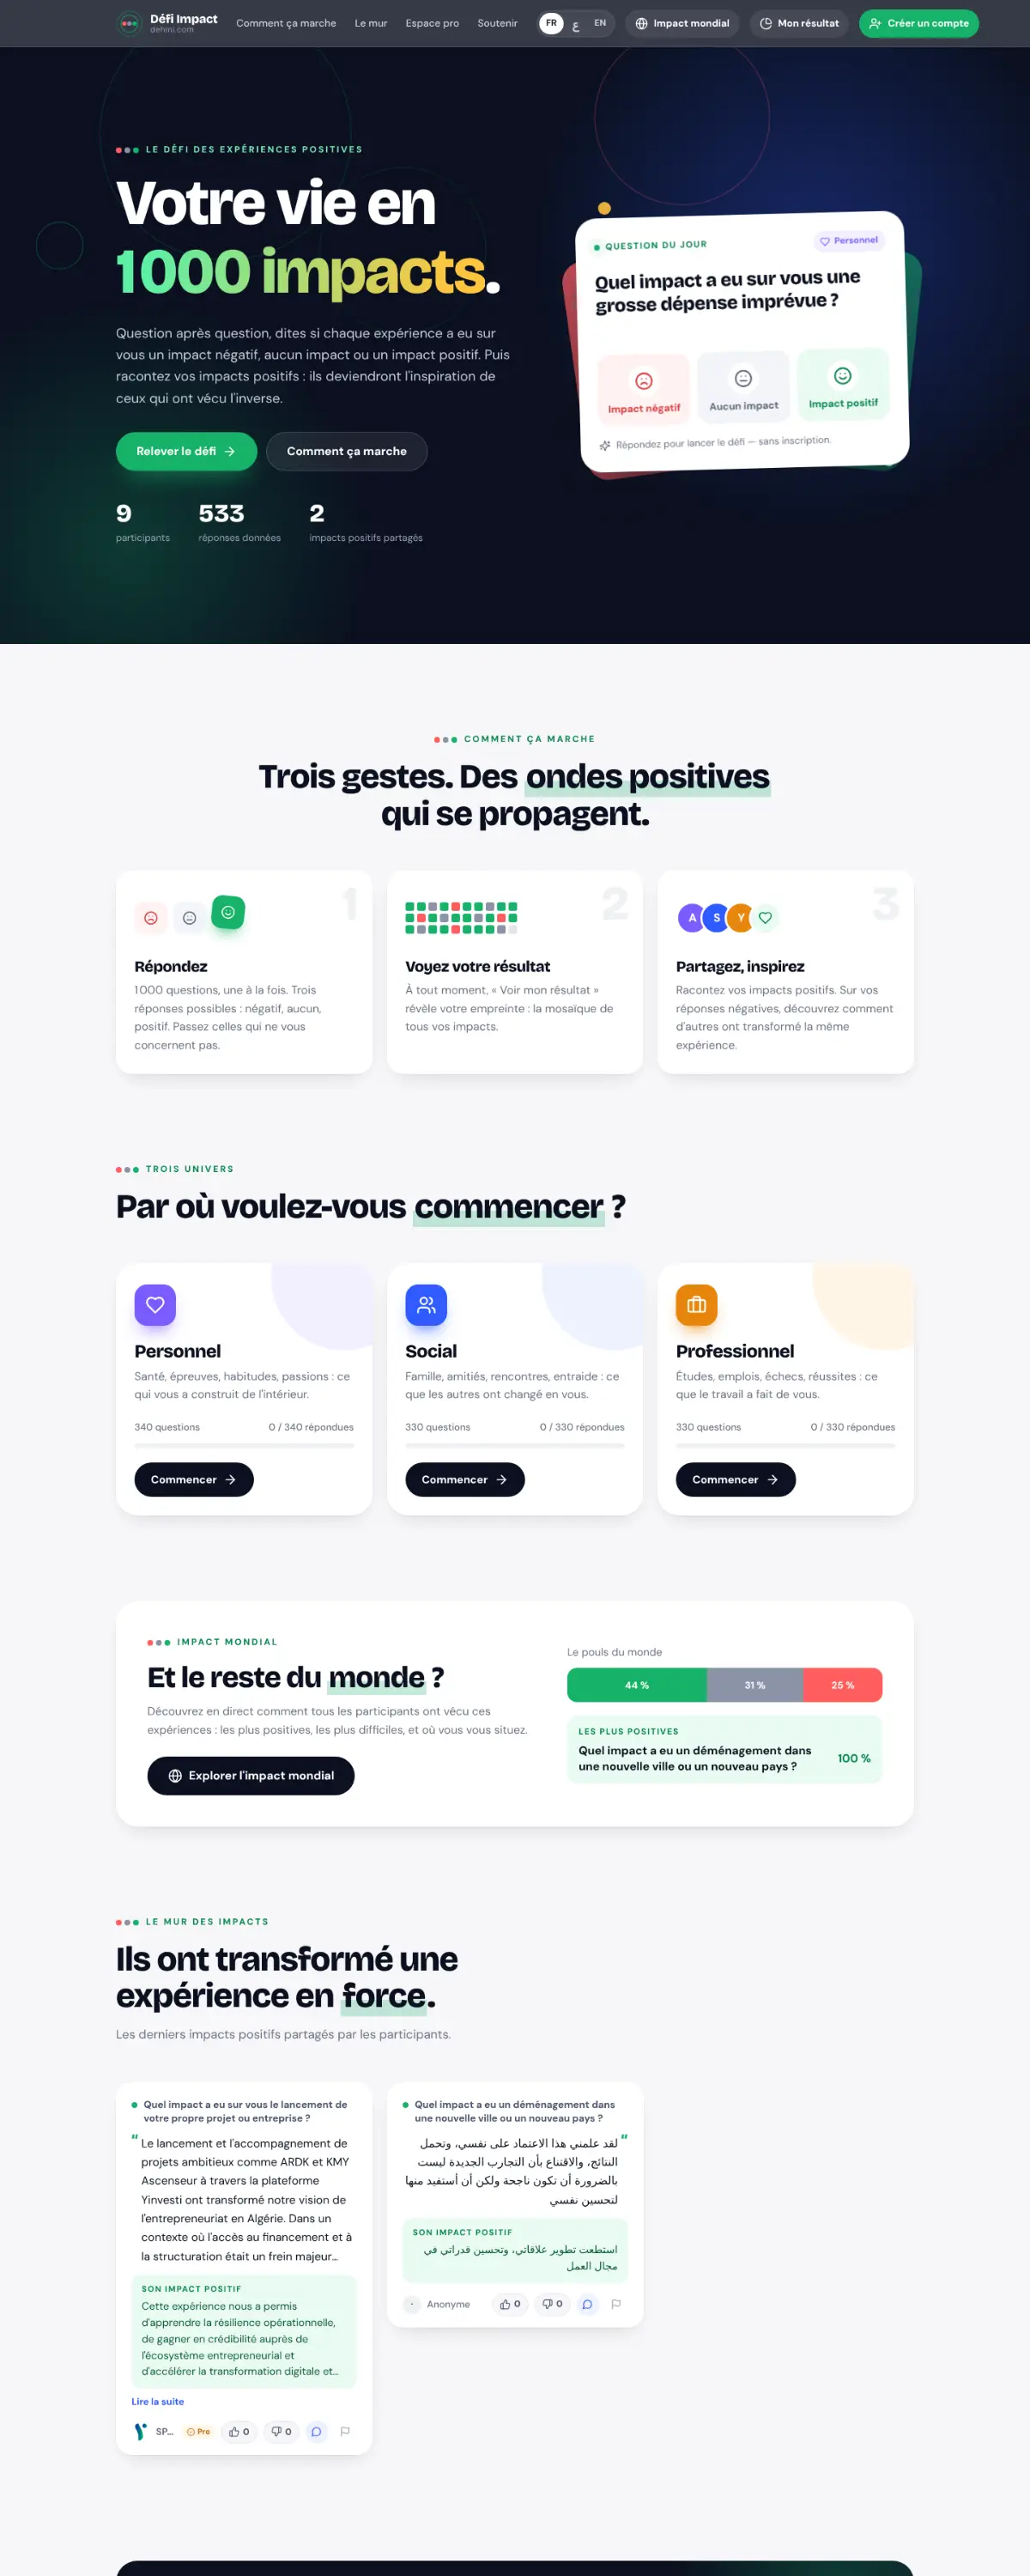 Défi Impact
dehini.com
Comment ça marche
Le mur
Espace pro
Soutenir
FR
ع
EN
Impact mondial
Mon résultat
Créer un compte
LE DÉFI DES EXPÉRIENCES POSITIVES
Votre vie en
1000 impacts.
Question après question, dites si chaque expérience a eu sur
vous un impact négatif, aucun impact ou un impact positif. Puis
racontez vos impacts positifs : ils deviendront l'inspiration de
ceux qui ont vécu l'inverse.
Relever le défi
Comment ça marche
9
participants
533
réponses données
2
impacts positifs partagés
QUESTION DU JOUR
Personnel
Quel impact a eu sur vous une
grosse dépense imprévue ?
Impact négatif
Aucun impact
Impact positif
Répondez pour lancer le défi — sans inscription.
COMMENT ÇA MARCHE
Trois gestes. Des ondes positives
qui se propagent.
1
Répondez
1000 questions, une à la fois. Trois
réponses possibles : négatif, aucun,
positif. Passez celles qui ne vous
concernent pas.
2
Voyez votre résultat
À tout moment, « Voir mon résultat »
révèle votre empreinte : la mosaïque de
tous vos impacts.
A
S
Y
3
Partagez, inspirez
Racontez vos impacts positifs. Sur vos
réponses négatives, découvrez comment
d'autres ont transformé la même
expérience.
TROIS UNIVERS
Par où voulez-vous commencer ?
Personnel
Santé, épreuves, habitudes, passions : ce
qui vous a construit de l'intérieur.
340 questions
0 / 340 répondues
Commencer
Social
Famille, amitiés, rencontres, entraide : ce
que les autres ont changé en vous.
330 questions
0 / 330 répondues
Commencer
Professionnel
Études, emplois, échecs, réussites : ce
que le travail a fait de vous.
330 questions
0 / 330 répondues
Commencer
IMPACT MONDIAL
Et le reste du monde ?
Découvrez en direct comment tous les participants ont vécu ces
expériences : les plus positives, les plus difficiles, et où vous vous situez.
Explorer l'impact mondial
Le pouls du monde
44 %
31 %
25 %
LES PLUS POSITIVES
Quel impact a eu un déménagement dans
une nouvelle ville ou un nouveau pays ?
100 %
LE MUR DES IMPACTS
Ils ont transformé une
expérience en force.
Les derniers impacts positifs partagés par les participants.
Quel impact a eu sur vous le lancement de
votre propre projet ou entreprise ?
“ Le lancement et l'accompagnement de
projets ambitieux comme ARDK et KMY
Ascenseur à travers la plateforme
Yinvesti ont transformé notre vision de
l'entrepreneuriat en Algérie. Dans un
contexte où l'accès au financement et à
la structuration était un frein majeur…
SON IMPACT POSITIF
Cette expérience nous a permis
d'apprendre la résilience opérationnelle,
de gagner en crédibilité auprès de
l'écosystème entrepreneurial et
d'accélérer la transformation digitale et…
Lire la suite
SP…
Pro
0
0
Quel impact a eu un déménagement dans
une nouvelle ville ou un nouveau pays ?
“ لقد علمني هذا الاعتماد على نفسي، وتحمل
النتائج، والاقتناع بأن التجارب الجديدة ليست
بالضرورة أن تكون ناجحة ولكن أن أستفيد منها
لتحسين نفسي
SON IMPACT POSITIF
استطعت تطوير علاقاتي، وتحسين قدراتي في
مجال العمل
Anonyme
0
0